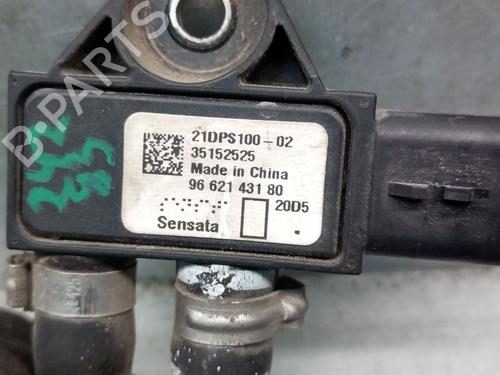 B-PARTS
21DPS100-02
35152525
Made in China
96 621 431 80
20D5
Sensata